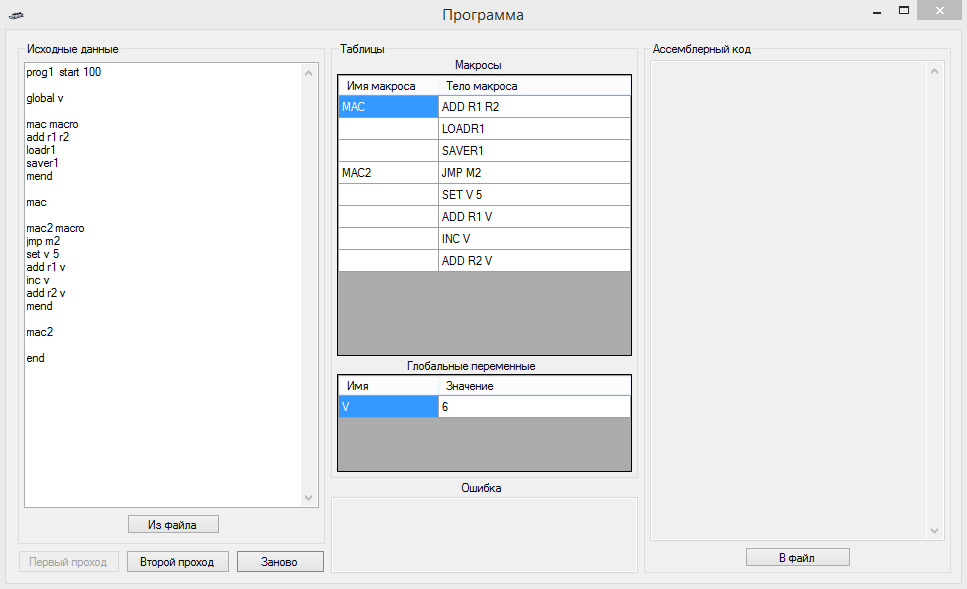 Программа
Исходные данные
prog1 start 100
global v
mac macro
add r1 r2
loadr1
saver1
mend
mac
mac2 macro
jmp m2
set v 5
add r1 v
inc v
add r2 v
mend
mac2
end
Из файла
Первый проход Второй проход Заново
Таблицы
Макросы
Имя макроса Тело макроса
MAC ADD R1 R2
LOADR1
SAVER1
MAC2 JMP M2
SET V 5
ADD R1 V
INC V
ADD R2 V
Глобальные переменные
Имя Значение
V 6
Ошибка
Ассемблерный код
В файл